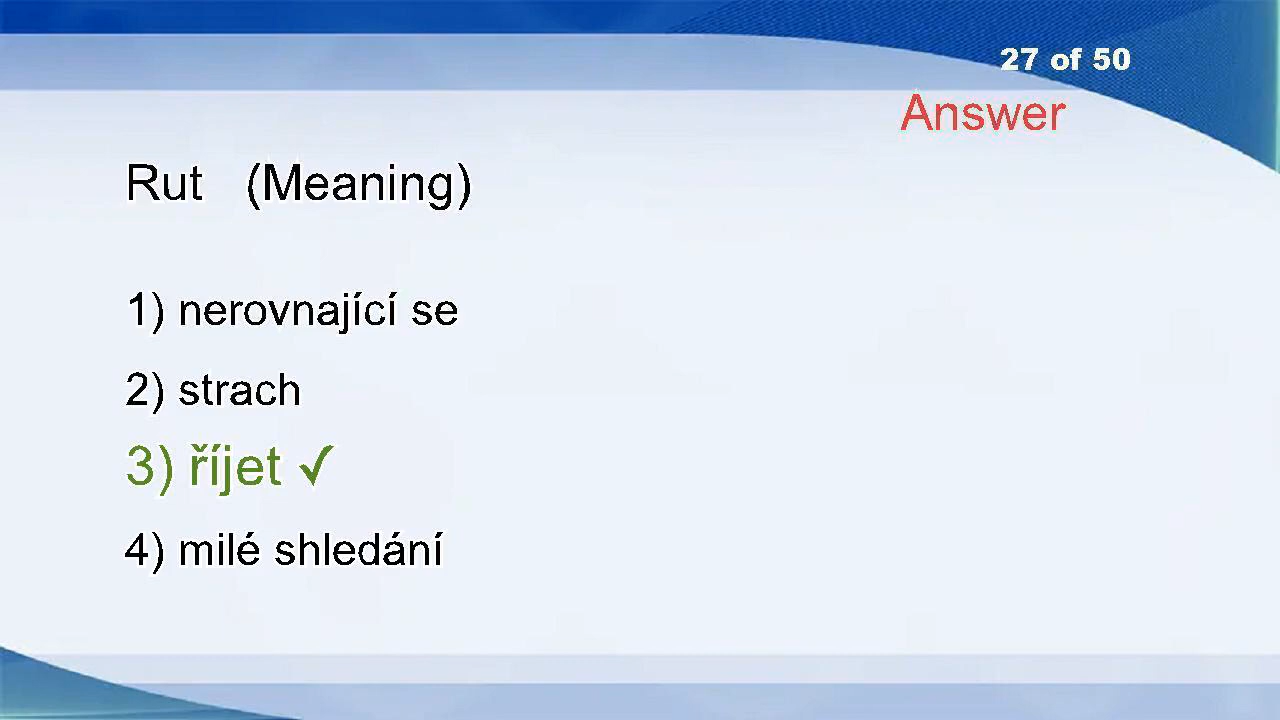 27 of 50
Answer
Rut (Meaning)
1) nerovnající se
2) strach
3) říjet ✓
4) milé shledání